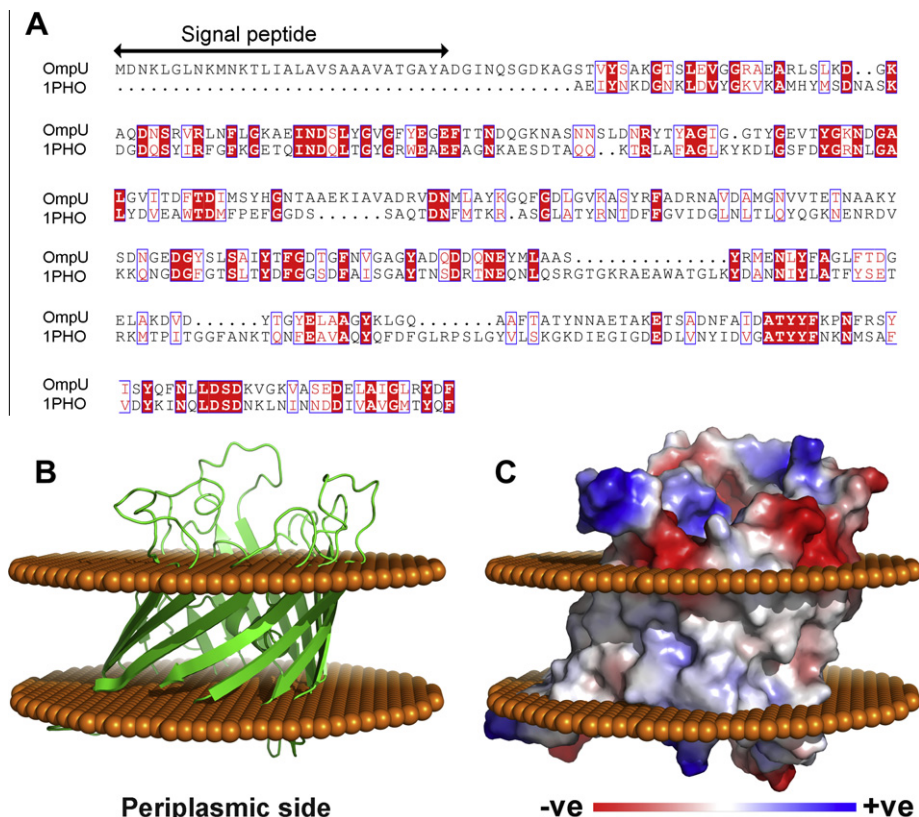 A
Signal peptide
OmpU MDNKLGLNKMNKTLIALAVSAAAVATGAYADGINQSGDKAGSTVYSAKGTSLEVGGRAEARLSLKD..GK
1PHO .........................................AEIYNKDGNKLDVYGKVKAMHYMSDNASK
OmpU AQDNSRVRLNFLGKAEINDSLYGVGFYEGEFTTNDQGKNASNNSLDNRYTYAGIG.GTYGEVTYGKNDGA
1PHO DGDQSYIRFGFKGETQINDQLTGYGRWEAEFAGNKAESDTAQQ..KTRLAFAGLKYKDLGSFDYGRNLGA
OmpU LGVITDFTDIMSYHGNTAAEKIAVADRVDNMLAYKGQFGDLGVKASYRFADRNAVDAMGNVVTETNAAKY
1PHO LYDVEAWTDMFPEFGGDS......SAQTDNFMTKR.ASGLATYRNTDFFGVIDGLNLTLQYQGKNENRDV
OmpU SDNGEDGYSLSAIYTFGDTGFNVGAGYADQDDQNEYMLAAS..............YRMENLYFAGLFTDG
1PHO KKQNGDGFGTSLTYDFGGSDFAISGAYTNSDRTNEQNLQSRGTGKRAEAWATGLKYDANNIYLATFYSET
OmpU ELAKDVD......YTGYELAAGYKLGQ.......AAFTATYNNAETAKETSADNFAIDATYYFKPNFRSY
1PHO RKMTPITGGFANKTQNFEAVAQYQFDFGLRPSLGYVLSKGKDIEGIGDEDLVNYIDVGATYYFNKNMSAF
OmpU ISYQFNLLDSDKVGKVASEDELAIGLRYDF
1PHO VDYKINQLDSDNKLNINNDDIVAVGMTYQF
B
C
Periplasmic side
-ve +ve